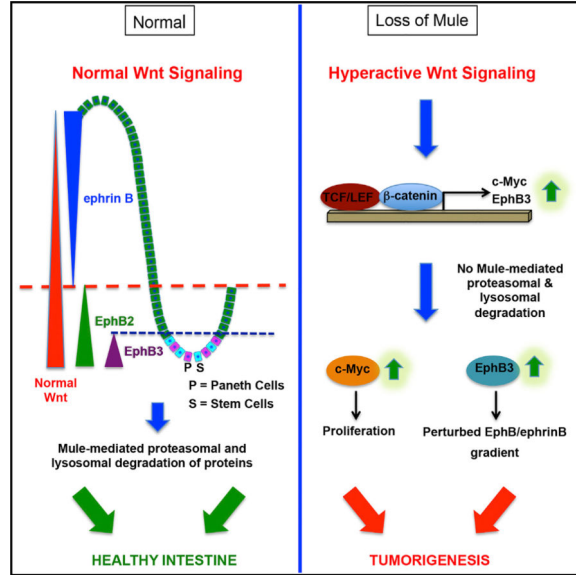 Normal
Normal Wnt Signaling
ephrin B
EphB2
EphB3
Normal
Wnt
P S
P = Paneth Cells
S = Stem Cells
Mule-mediated proteasomal and
lysosomal degradation of proteins
HEALTHY INTESTINE
Loss of Mule
Hyperactive Wnt Signaling
TCF/LEF
β-catenin
c-Myc
EphB3
No Mule-mediated
proteasomal &
lysosomal
degradation
c-Myc
EphB3
Proliferation
Perturbed EphB/ephrinB
gradient
TUMORIGENESIS